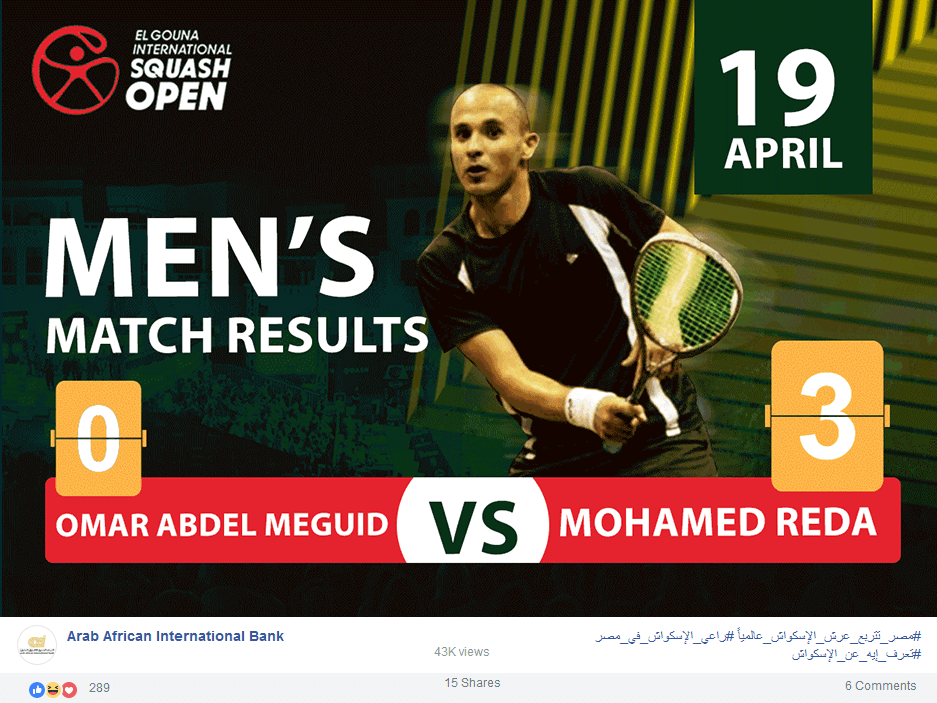 EL GOUNA
INTERNATIONAL
SQUASH
OPEN
19
APRIL
MEN'S
MATCH RESULTS
0
3
OMAR ABDEL MEGUID VS MOHAMED REDA
Arab African International Bank
43K views
#مصر_تتربع_عرش_الإسكواش_عالمياً #راعي_الإسكواش_في_مصر
#تعرف_إيه_عن_الإسكواش
289
15 Shares
6 Comments